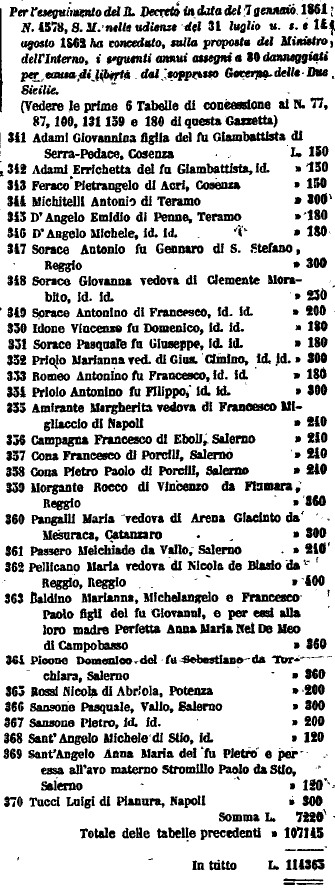 Per l'eseguimento del R. Decreto in data del 7 gennaio 1861
N. 4578, S. M. nelle udienze del 31 luglio u. s. e 14
agosto 1862 ha conceduto, sulla proposta del Ministro
dell'Interno, i seguenti annui assegni a 30 danneggiati
per causa di libertà dal soppresso Governo delle Due
Sicilie.
(Vedere le prime 6 Tabelle di concessione ai N. 77,
87, 100, 131 139 e 180 di questa Gazzetta)
341 Adami Giovannina figlia del fu Giambattista di
Serra-Pedace, Cosenza L. 150
342 Adami Errichetta del fu Giambattista, id. » 150
343 Feraco Pietrangelo di Acri, Cosenza » 150
344 Michitelli Antonio di Teramo » 300
345 D'Angelo Emidio di Penne, Teramo » 180
346 D'Angelo Michele, id. id. » 180
347 Sorace Antonio fu Gennaro di S. Stefano,
Reggio » 300
348 Sorace Giovanna vedova di Clemente Mora-
bito, id. id. » 250
349 Sorace Antonino di Francesco, id. id. » 200
350 Idone Vincenzo fu Domenico, id. id. » 180
351 Sorace Pasquale fu Giuseppe, id. id. » 180
352 Priolo Marianna ved. di Gius. Cimino, id. id. » 300
353 Romeo Antonino fu Francesco, id. id. » 180
354 Priolo Antonino fu Filippo, id. id. » 300
355 Amirante Margherita vedova di Francesco Mi-
gliaccio di Napoli » 210
356 Campagna Francesco di Eboli, Salerno » 210
357 Cona Francesco di Porcili, Salerno » 210
358 Cona Pietro Paolo di Porcili, Salerno » 210
359 Morgante Rocco di Vincenzo da Fiumara,
Reggio » 360
360 Pangalli Maria vedova di Arena Giacinto da
Mesuraca, Catanzaro » 300
361 Passero Melchiade da Vallo, Salerno » 210
362 Pellicano Maria vedova di Nicola de Blasio da
Reggio, Reggio » 400
363 Baldino Marianna, Michelangelo e Francesco
Paolo figli del fu Giovanni, e per essi alla
loro madre Perfetta Anna Maria Nel De Meo
di Campobasso » 360
364 Picone Domenico del fu Sebastiano da Tor-
chiara, Salerno » 360
365 Rossi Nicola di Abriola, Potenza » 200
366 Sansone Pasquale, Vallo, Salerno » 300
367 Sansone Pietro, id. id. » 200
368 Sant'Angelo Michele di Stio, id. » 120
369 Sant'Angelo Anna Maria del fu Pietro e per
essa all'avo materno Stromillo Paolo da Stio,
Salerno » 120
370 Tucci Luigi di Pianura, Napoli » 300
Somma L. 7220
Totale delle tabelle precedenti » 107145
In tutto L. 114365